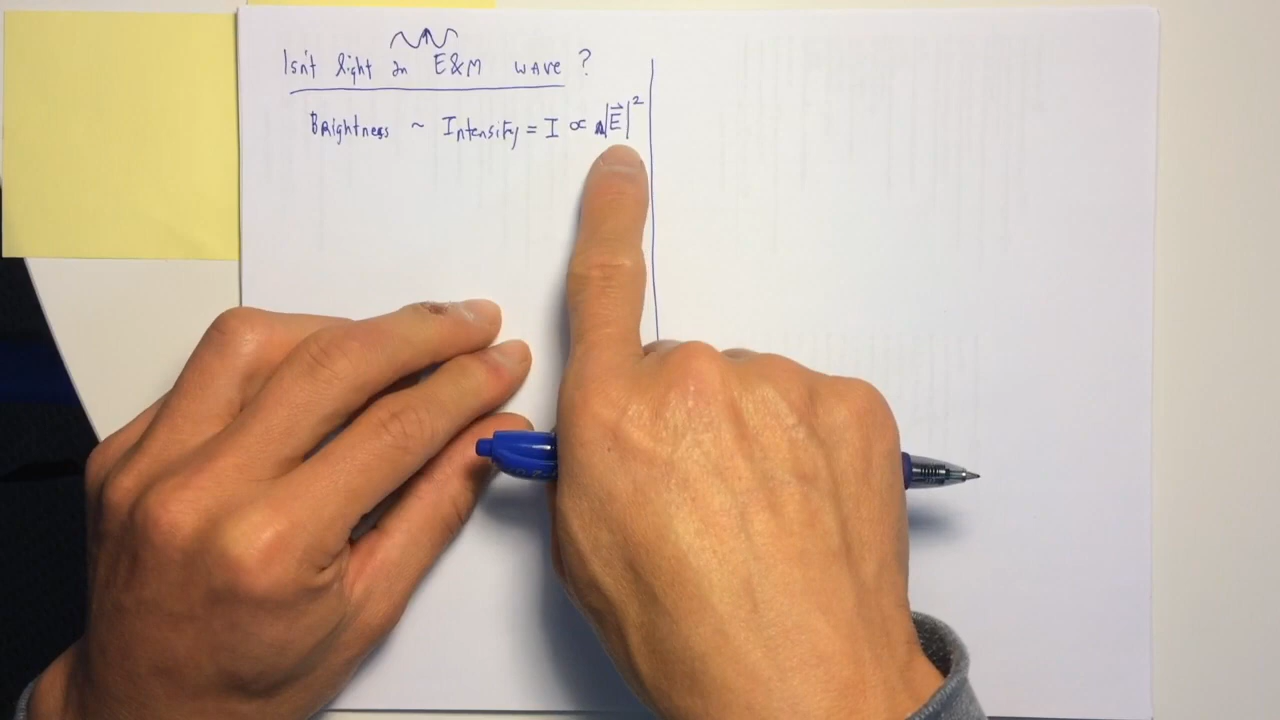 Isn't light an E&M wave ?
Brightness ~ Intensity = I ∝ |E⃗|²